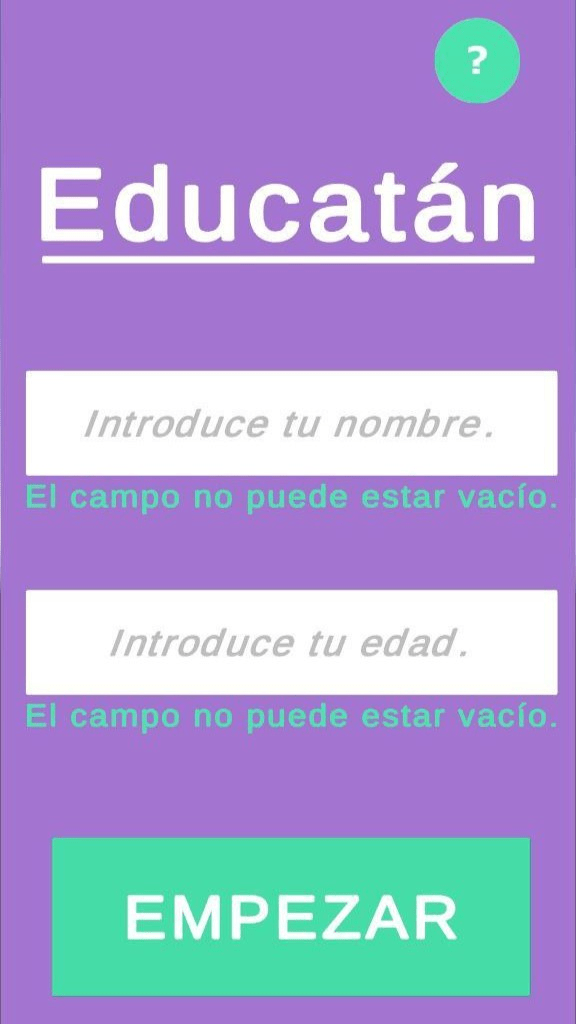 ?
Educatán
Introduce tu nombre.
El campo no puede estar vacío.
Introduce tu edad.
El campo no puede estar vacío.
EMPEZAR